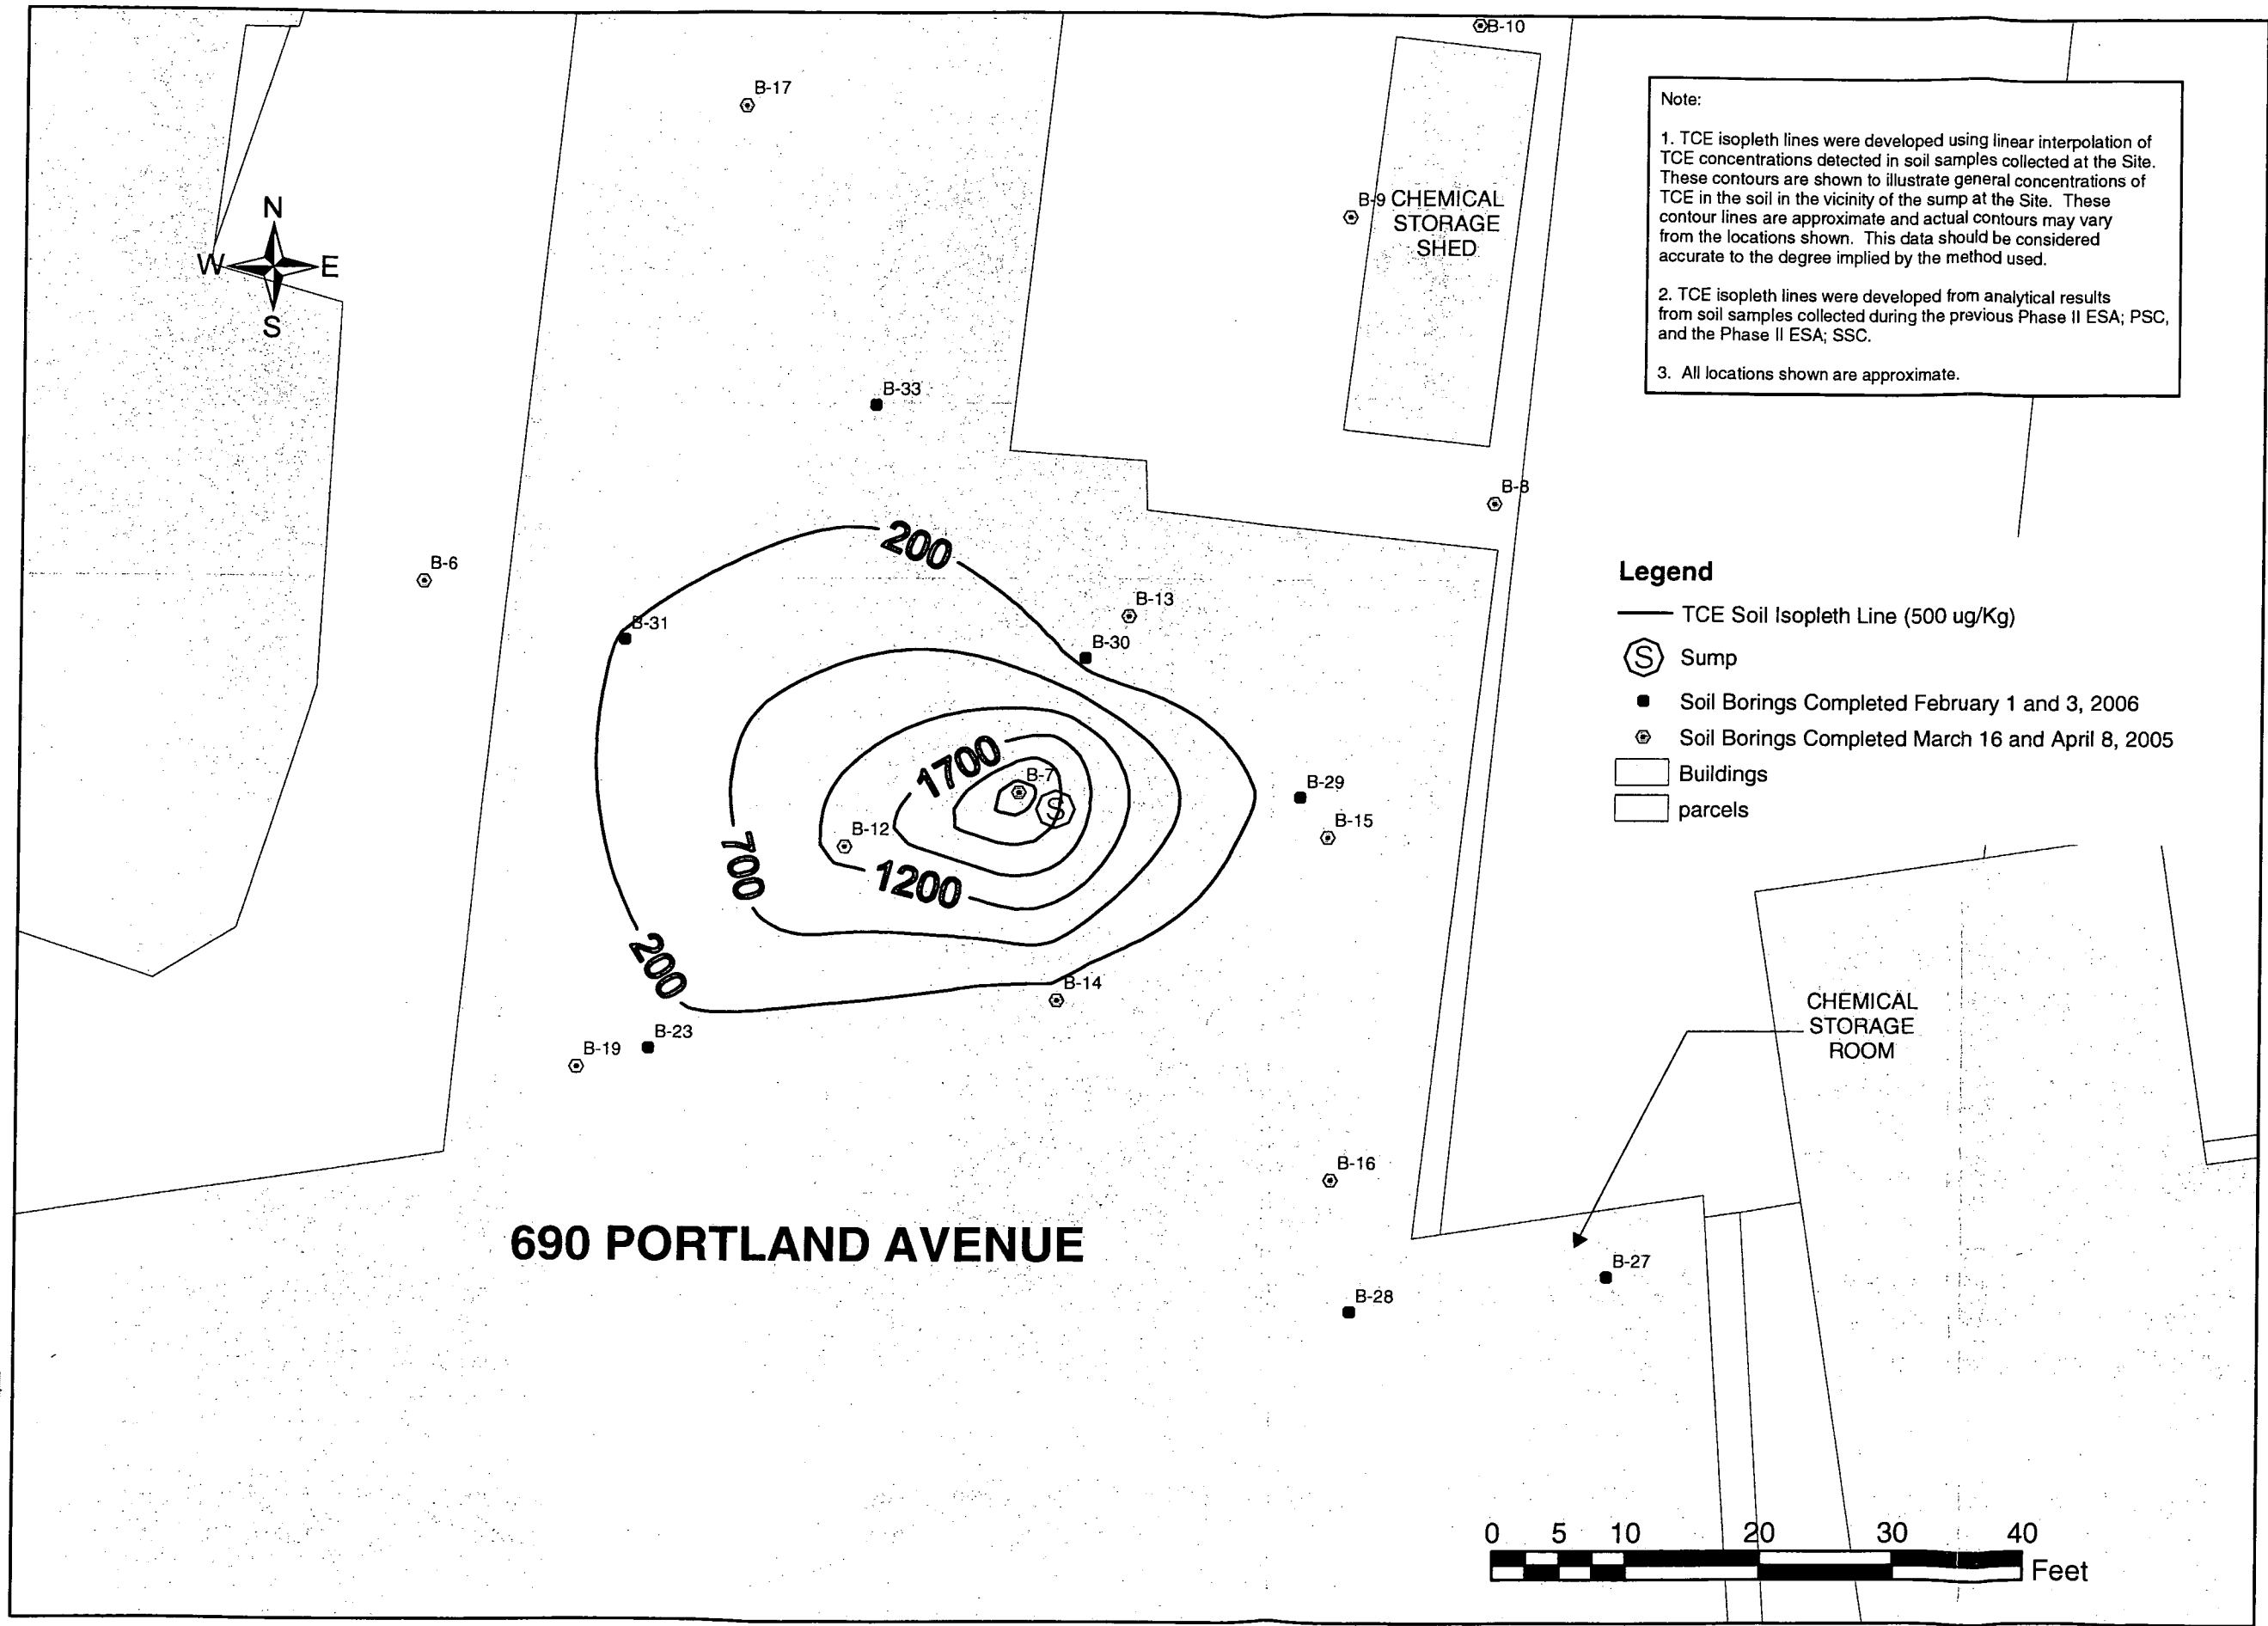 B-10
B-17
Note:
1. TCE isopleth lines were developed using linear interpolation of
TCE concentrations detected in soil samples collected at the Site.
These contours are shown to illustrate general concentrations of
TCE in the soil in the vicinity of the sump at the Site. These
contour lines are approximate and actual contours may vary
from the locations shown. This data should be considered
accurate to the degree implied by the method used.
2. TCE isopleth lines were developed from analytical results
from soil samples collected during the previous Phase II ESA; PSC,
and the Phase II ESA; SSC.
3. All locations shown are approximate.
N
W E
S
B-9 CHEMICAL
STORAGE
SHED
B-33
B-8
200
B-6
B-13
B-31
B-30
Legend
TCE Soil Isopleth Line (500 ug/Kg)
S Sump
Soil Borings Completed February 1 and 3, 2006
Soil Borings Completed March 16 and April 8, 2005
Buildings
parcels
1700
B-7
S
B-29
B-15
B-12
700
1200
200
B-14
B-23
B-19
CHEMICAL
STORAGE
ROOM
B-16
690 PORTLAND AVENUE
B-27
B-28
0 5 10 20 30 40
Feet